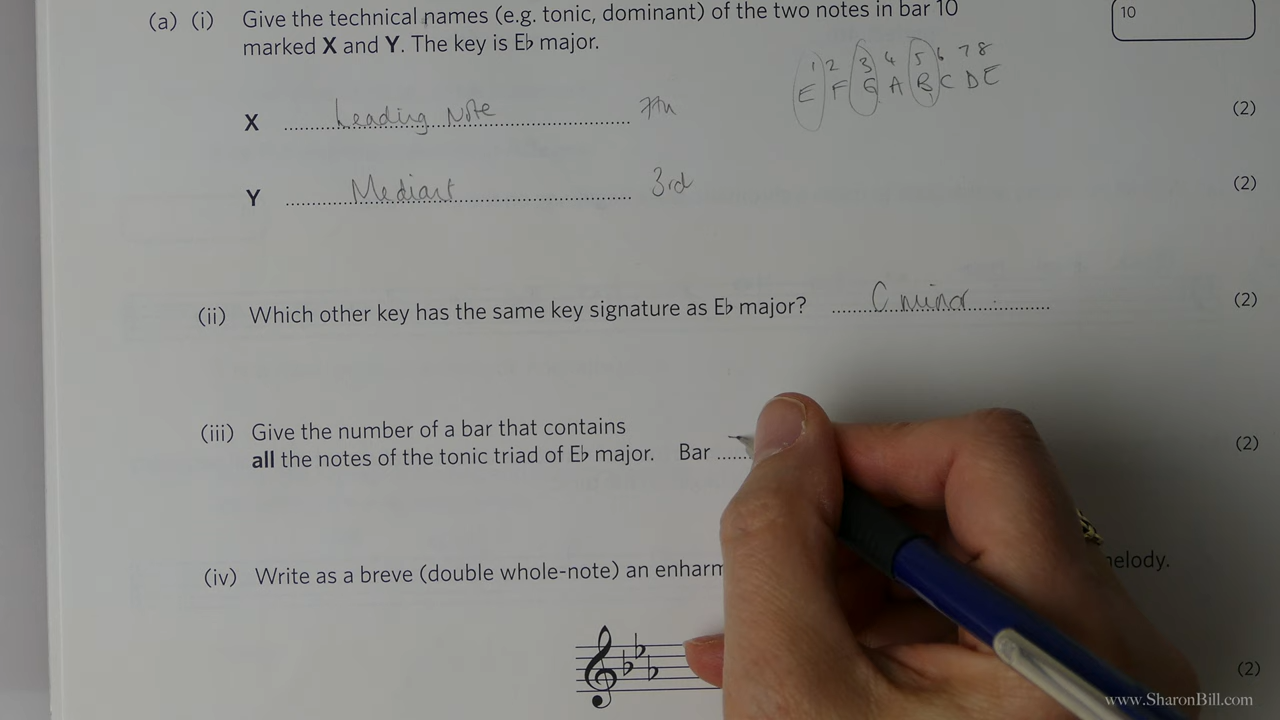 (a) (i) Give the technical names (e.g. tonic, dominant) of the two notes in bar 10
marked X and Y. The key is E♭ major.
10
1 2 3 4 5 6 7 8
E F G A B C D E
X Leading Note 7th (2)
Y Mediant 3rd (2)
(ii) Which other key has the same key signature as E♭ major? C minor (2)
(iii) Give the number of a bar that contains
all the notes of the tonic triad of E♭ major. Bar (2)
(iv) Write as a breve (double whole-note) an enharm
melody.
(2)
www.SharonBill.com